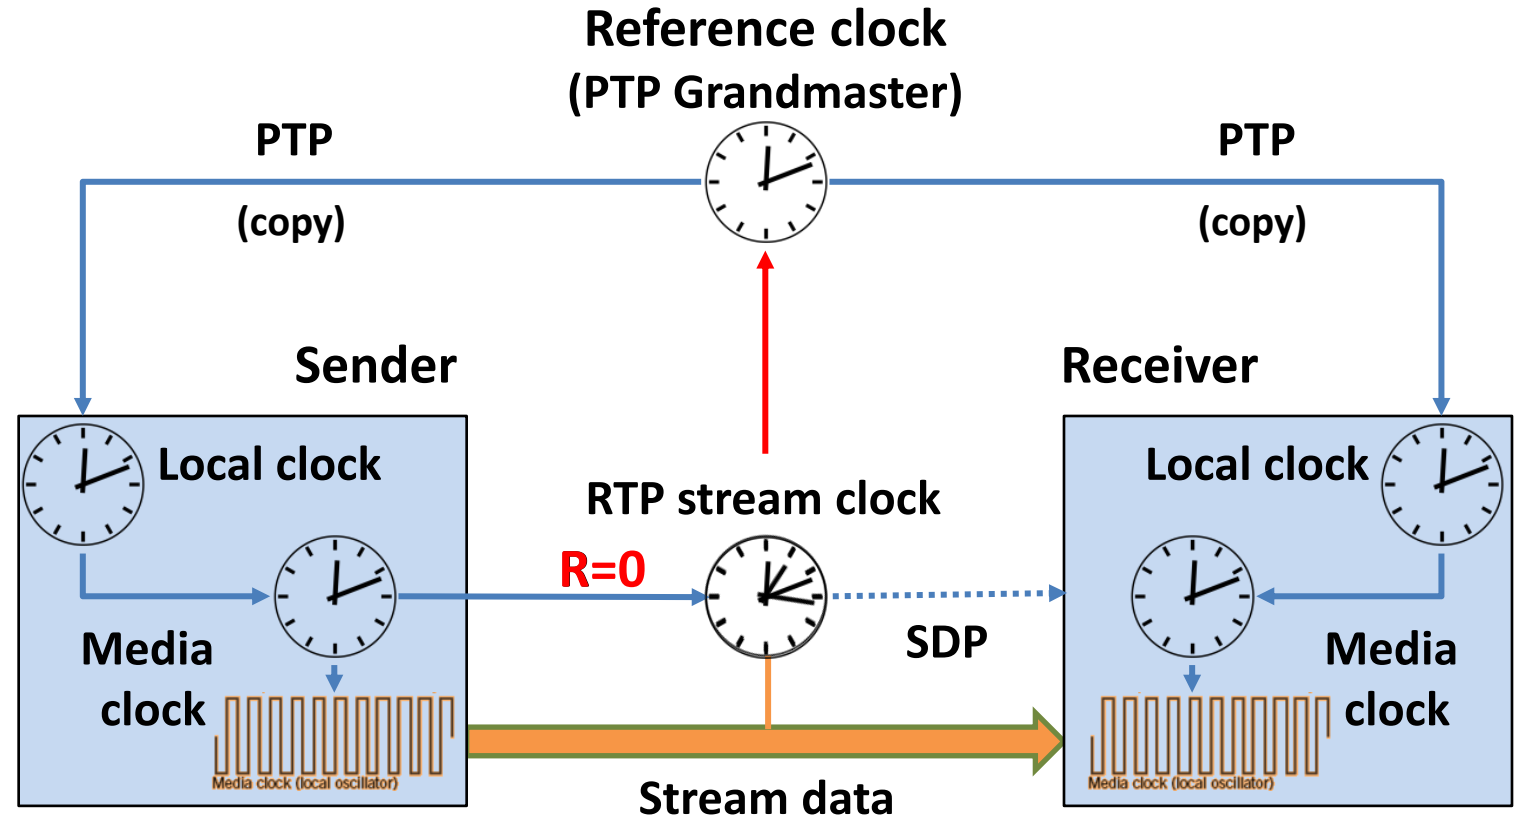 Reference clock
(PTP Grandmaster)
PTP
(copy)
PTP
(copy)
Sender
Receiver
Local clock
Local clock
RTP stream clock
R=0
SDP
Media
clock
Media
clock
Media clock (local oscillator)
Media clock (local oscillator)
Stream data